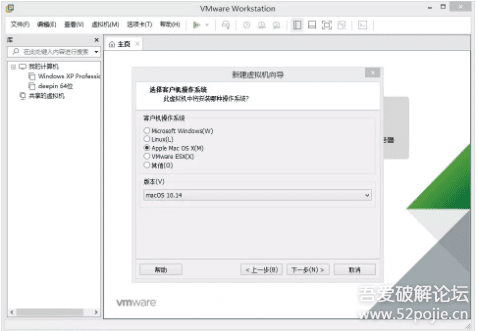 VMware Workstation
文件(F) 编辑(E) 查看(V) 虚拟机(M) 选项卡(T) 帮助(H)
库
在此处键入内容进行搜索
我的计算机
Windows XP Professio
deepin 64位
共享的虚拟机
主页
新建虚拟机向导
选择客户机操作系统
此虚拟机中将安装哪种操作系统?
客户机操作系统
Microsoft Windows(W)
Linux(L)
Apple Mac OS X(M)
VMware ESX(X)
其他(O)
版本(V)
macOS 10.14
帮助
< 上一步(B)
下一步(N) >
取消
务器
vmware
吾爱破解论坛
www.52pojie.cn